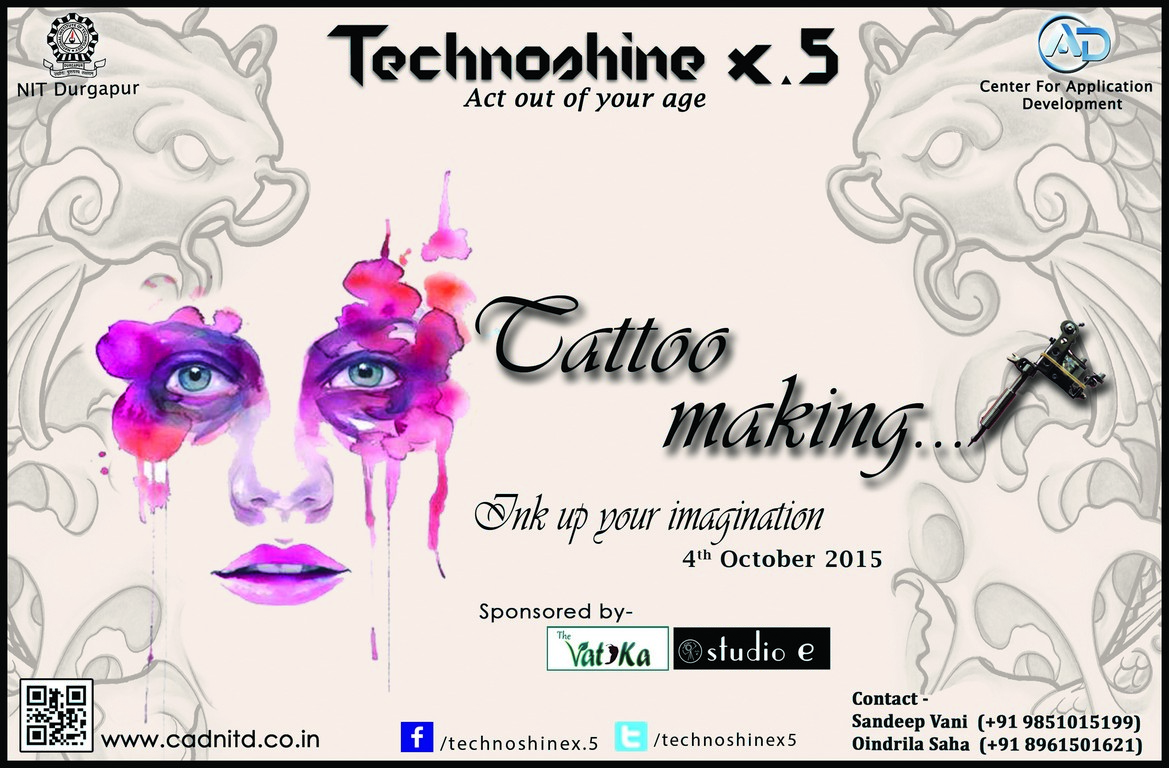 NIT Durgapur
Technoshine x.5
Act out of your age
AD
Center For Application
Development
Tattoo
making...
Ink up your imagination
4th October 2015
Sponsored by-
The
Vatika
studio e
www.cadnitd.co.in
f /technoshinex.5
/technoshinex5
Contact -
Sandeep Vani (+91 9851015199)
Oindrila Saha (+91 8961501621)